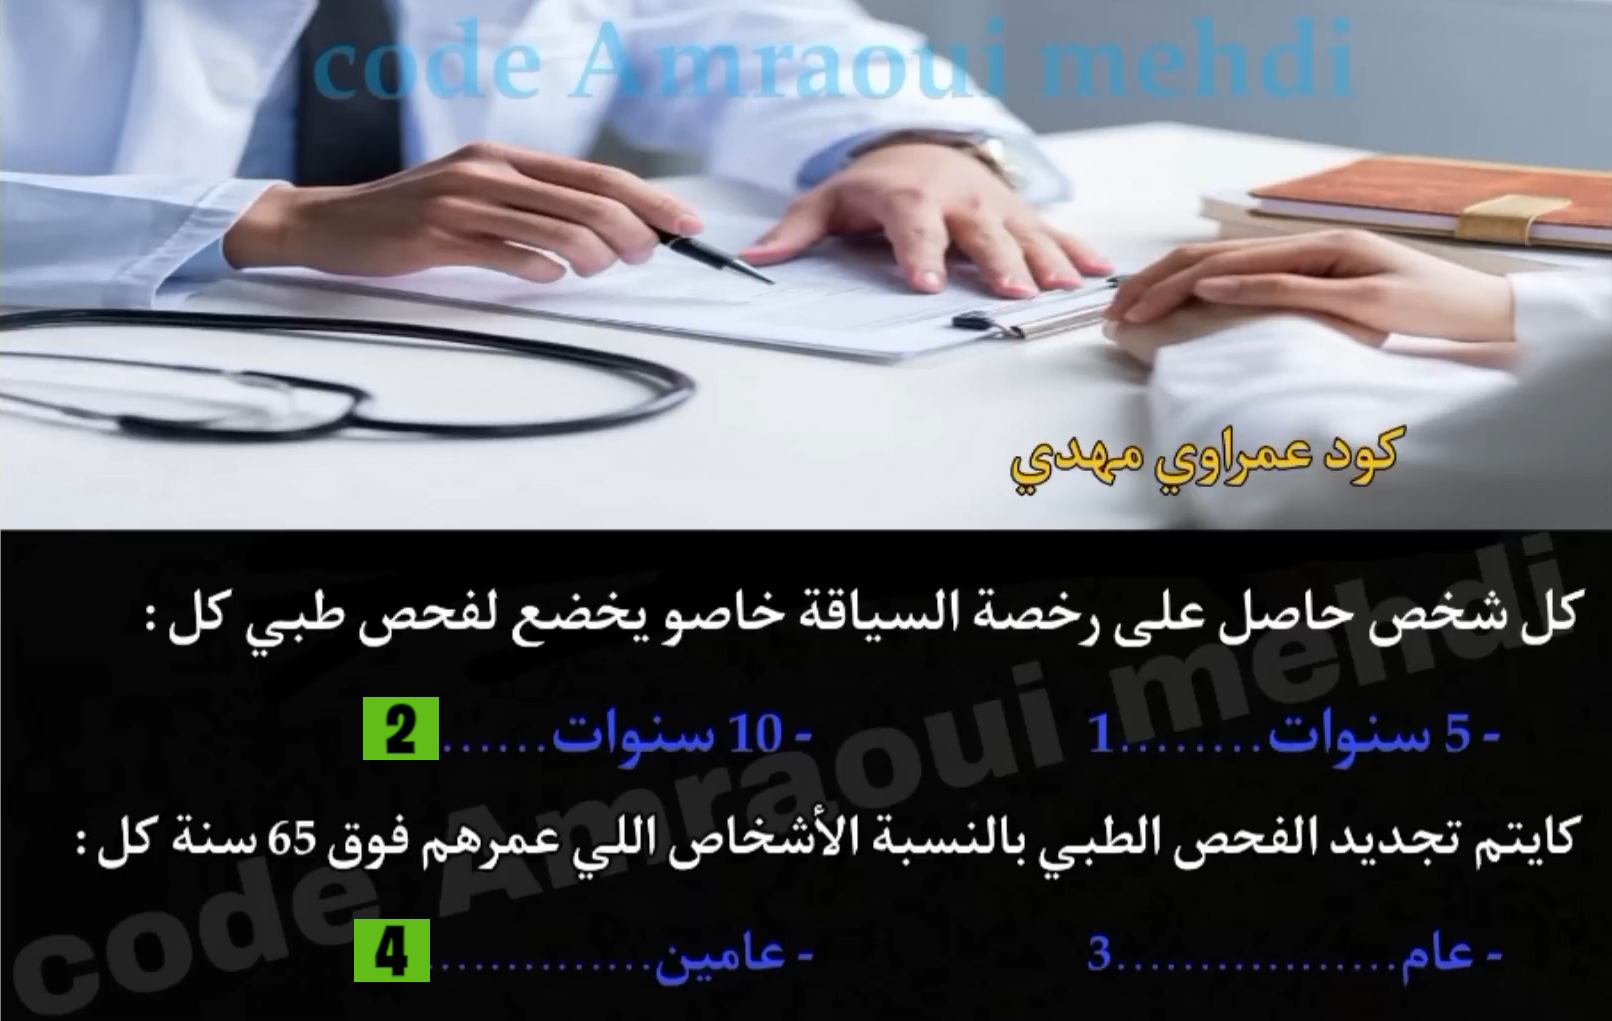 code Amraoui mehdi
كود عمراوي مهدي
كل شخص حاصل على رخصة السياقة خاصو يخضع لفحص طبي كل :
- 5 سنوات........1 - 10 سنوات......2
كايتم تجديد الفحص الطبي بالنسبة الأشخاص اللي عمرهم فوق 65 سنة كل :
- عام.................3 - عامين..............4
code Amraoui mehdi